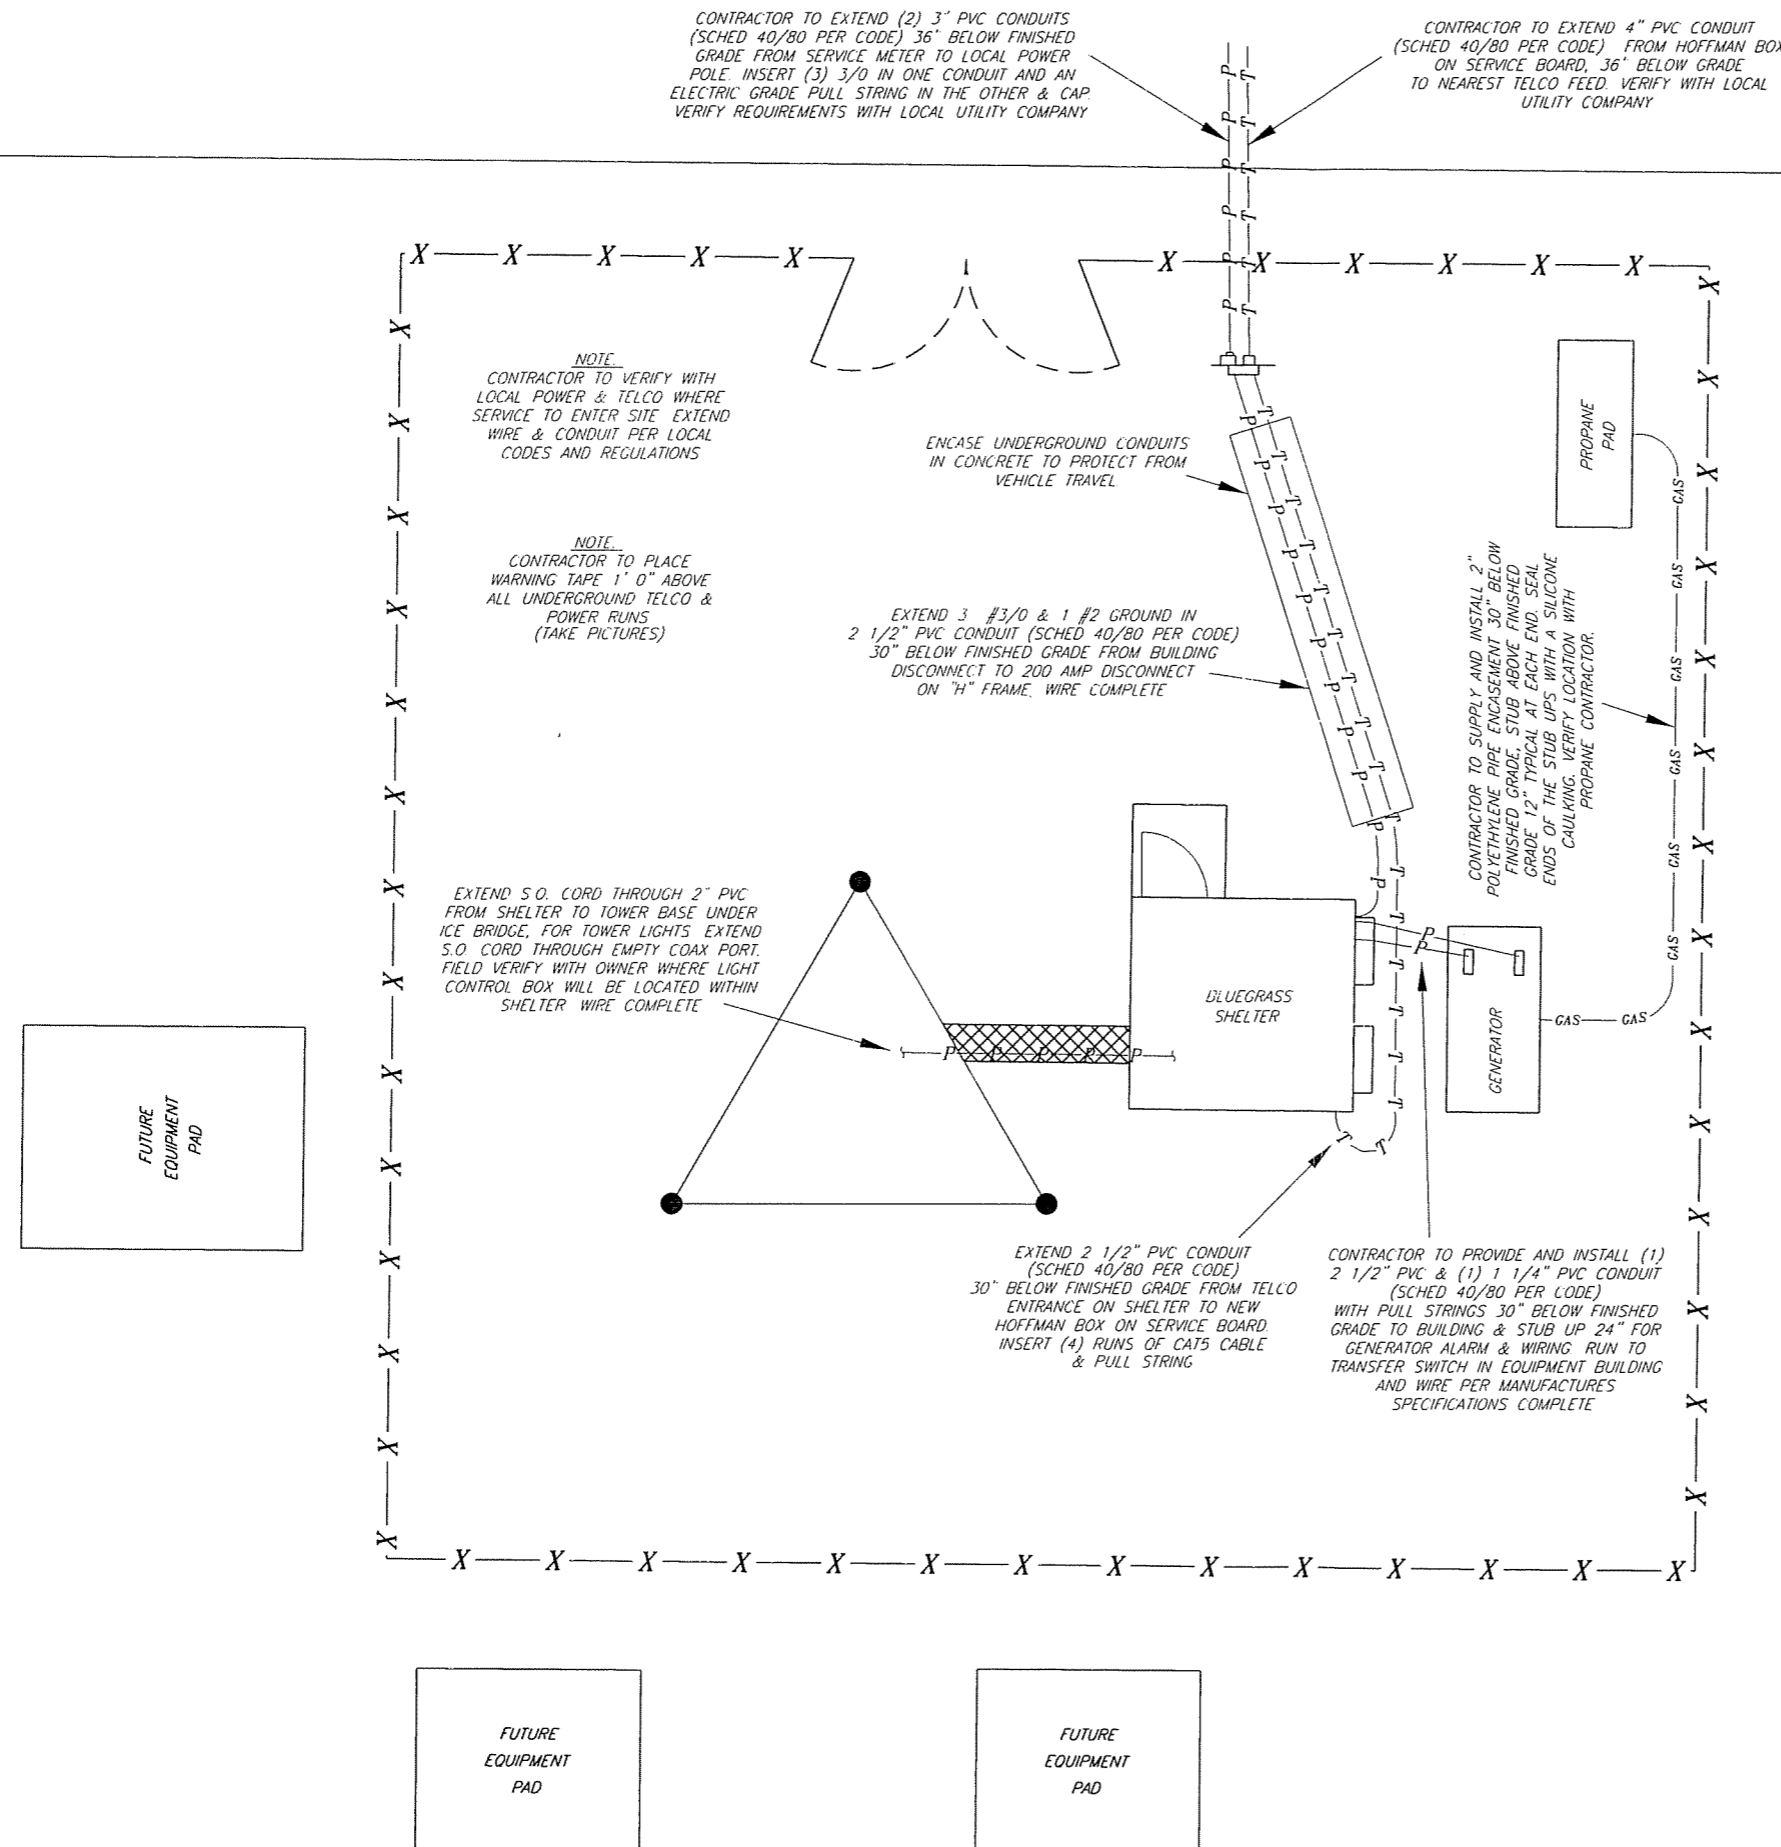 CONTRACTOR TO EXTEND (2) 3" PVC CONDUITS
(SCHED 40/80 PER CODE) 36" BELOW FINISHED
GRADE FROM SERVICE METER TO LOCAL POWER
POLE. INSERT (3) 3/0 IN ONE CONDUIT AND AN
ELECTRIC GRADE PULL STRING IN THE OTHER & CAP.
VERIFY REQUIREMENTS WITH LOCAL UTILITY COMPANY
CONTRACTOR TO EXTEND 4" PVC CONDUIT
(SCHED 40/80 PER CODE) FROM HOFFMAN BOX
ON SERVICE BOARD, 36" BELOW GRADE
TO NEAREST TELCO FEED. VERIFY WITH LOCAL
UTILITY COMPANY
NOTE.
CONTRACTOR TO VERIFY WITH
LOCAL POWER & TELCO WHERE
SERVICE TO ENTER SITE EXTEND
WIRE & CONDUIT PER LOCAL
CODES AND REGULATIONS
NOTE.
CONTRACTOR TO PLACE
WARNING TAPE 1' 0" ABOVE
ALL UNDERGROUND TELCO &
POWER RUNS
(TAKE PICTURES)
ENCASE UNDERGROUND CONDUITS
IN CONCRETE TO PROTECT FROM
VEHICLE TRAVEL
PROPANE
PAD
EXTEND 3 #3/0 & 1 #2 GROUND IN
2 1/2" PVC CONDUIT (SCHED 40/80 PER CODE)
30" BELOW FINISHED GRADE FROM BUILDING
DISCONNECT TO 200 AMP DISCONNECT
ON "H" FRAME. WIRE COMPLETE
CONTRACTOR TO SUPPLY AND INSTALL 2"
POLYETHYLENE PIPE ENCASEMENT 30" BELOW
FINISHED GRADE, STUB ABOVE FINISHED
GRADE 12" TYPICAL AT EACH END. SEAL
ENDS OF THE STUB UPS WITH A SILICONE
CAULKING. VERIFY LOCATION WITH
PROPANE CONTRACTOR.
GAS
GAS
GAS
GAS
GAS
GAS
GAS
GAS
EXTEND S.O. CORD THROUGH 2" PVC
FROM SHELTER TO TOWER BASE UNDER
ICE BRIDGE, FOR TOWER LIGHTS EXTEND
S.O. CORD THROUGH EMPTY COAX PORT.
FIELD VERIFY WITH OWNER WHERE LIGHT
CONTROL BOX WILL BE LOCATED WITHIN
SHELTER WIRE COMPLETE
BLUEGRASS
SHELTER
GENERATOR
FUTURE
EQUIPMENT
PAD
EXTEND 2 1/2" PVC CONDUIT
(SCHED 40/80 PER CODE)
30" BELOW FINISHED GRADE FROM TELCO
ENTRANCE ON SHELTER TO NEW
HOFFMAN BOX ON SERVICE BOARD.
INSERT (4) RUNS OF CAT5 CABLE
& PULL STRING
CONTRACTOR TO PROVIDE AND INSTALL (1)
2 1/2" PVC & (1) 1 1/4" PVC CONDUIT
(SCHED 40/80 PER CODE)
WITH PULL STRINGS 30" BELOW FINISHED
GRADE TO BUILDING & STUB UP 24" FOR
GENERATOR ALARM & WIRING RUN TO
TRANSFER SWITCH IN EQUIPMENT BUILDING
AND WIRE PER MANUFACTURES
SPECIFICATIONS COMPLETE
FUTURE
EQUIPMENT
PAD
FUTURE
EQUIPMENT
PAD